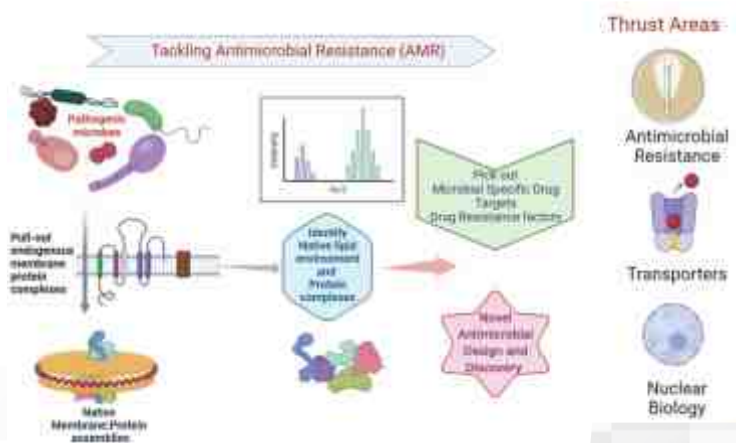 Tackling Antimicrobial Resistance (AMR)
Thrust Areas
Pathogenic
microbes
Pick out
Microbial Specific Drug
Targets
Drug Resistance factors
Antimicrobial
Resistance
Pull-out
endogenous
membrane
protein
complexes
Identify
Native lipid
environment
and
Protein
complexes
Transporters
Novel
Antimicrobial
Design and
Discovery
Native
Membrane:Protein
assemblies
Nuclear
Biology